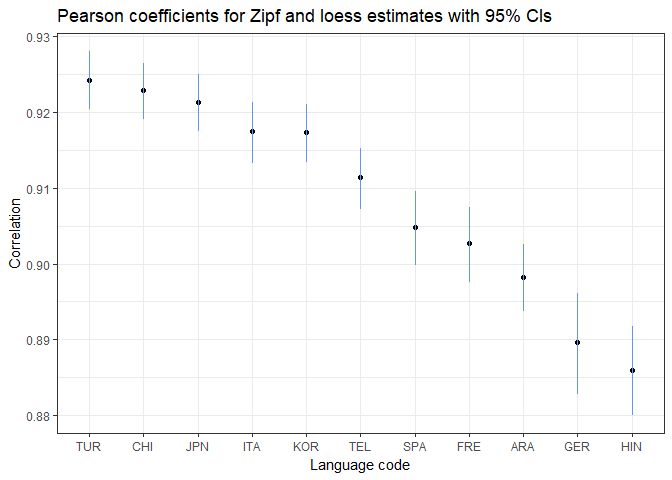 Pearson coefficients for Zipf and loess estimates with 95% CIs
0.93
0.92
0.91
0.90
0.89
0.88
Correlation
TUR CHI JPN ITA KOR TEL SPA FRE ARA GER HIN
Language code